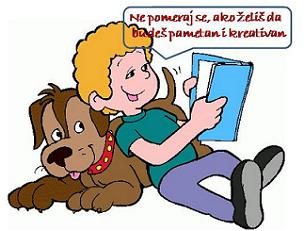 Ne pomeraj se, ako želiš da
budeš pametan i kreativan